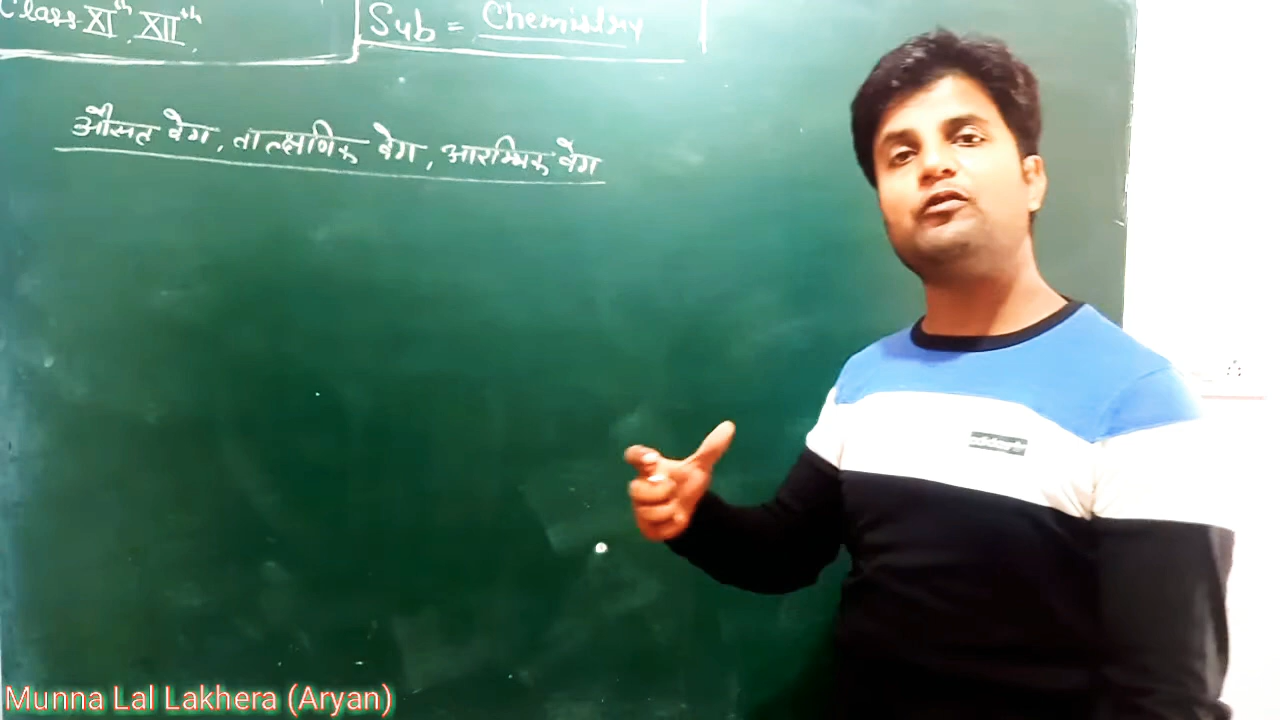 Class XIth, XIIth,
Sub = Chemistry
औसत वेग, तात्क्षणिक वेग, आरम्भिक वेग
Munna Lal Lakhera (Aryan)